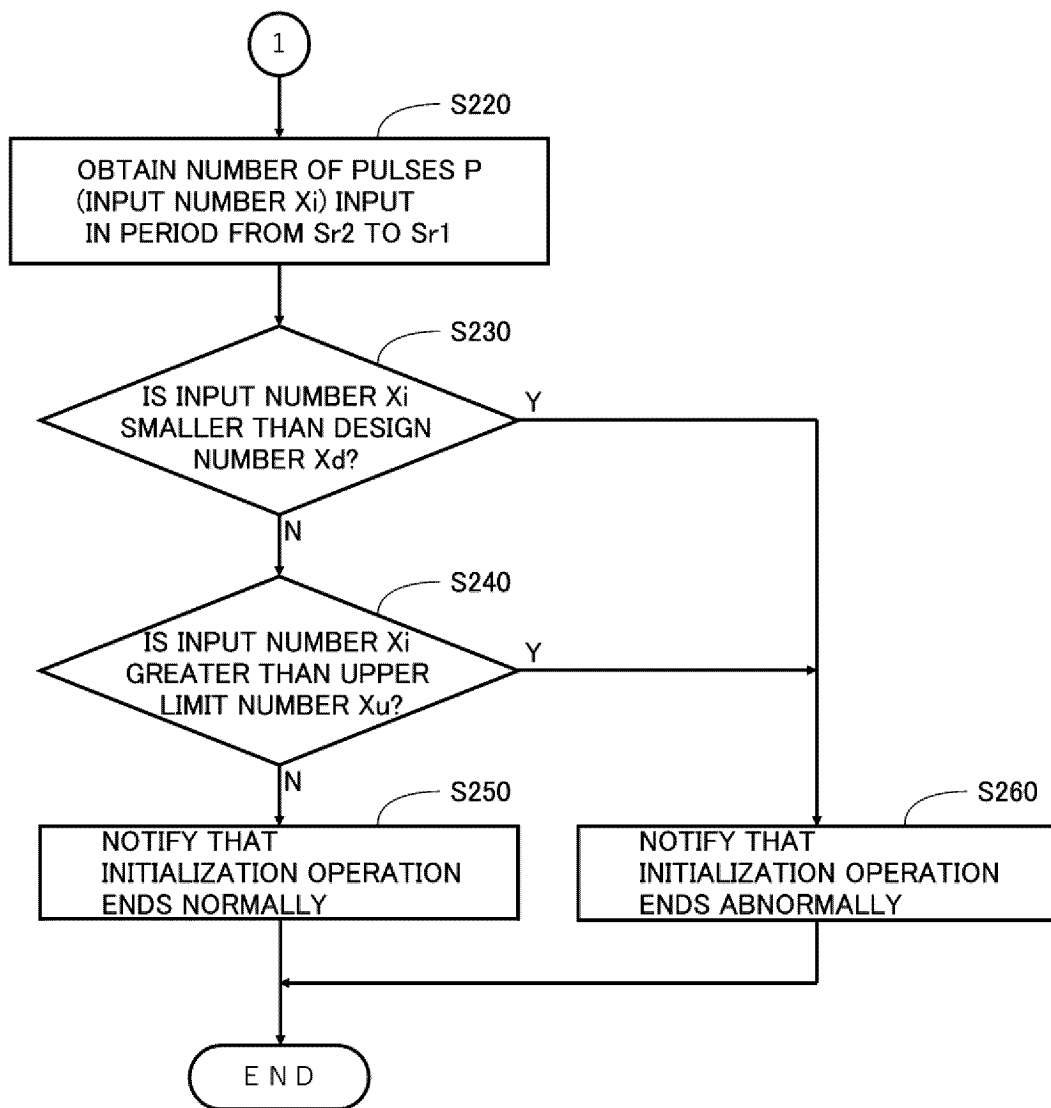 1
S220
OBTAIN NUMBER OF PULSES P
(INPUT NUMBER Xi) INPUT
IN PERIOD FROM Sr2 TO Sr1
S230
IS INPUT NUMBER Xi
SMALLER THAN DESIGN
NUMBER Xd?
Y
N
S240
IS INPUT NUMBER Xi
GREATER THAN UPPER
LIMIT NUMBER Xu?
Y
N
S250
NOTIFY THAT
INITIALIZATION OPERATION
ENDS NORMALLY
S260
NOTIFY THAT
INITIALIZATION OPERATION
ENDS ABNORMALLY
END